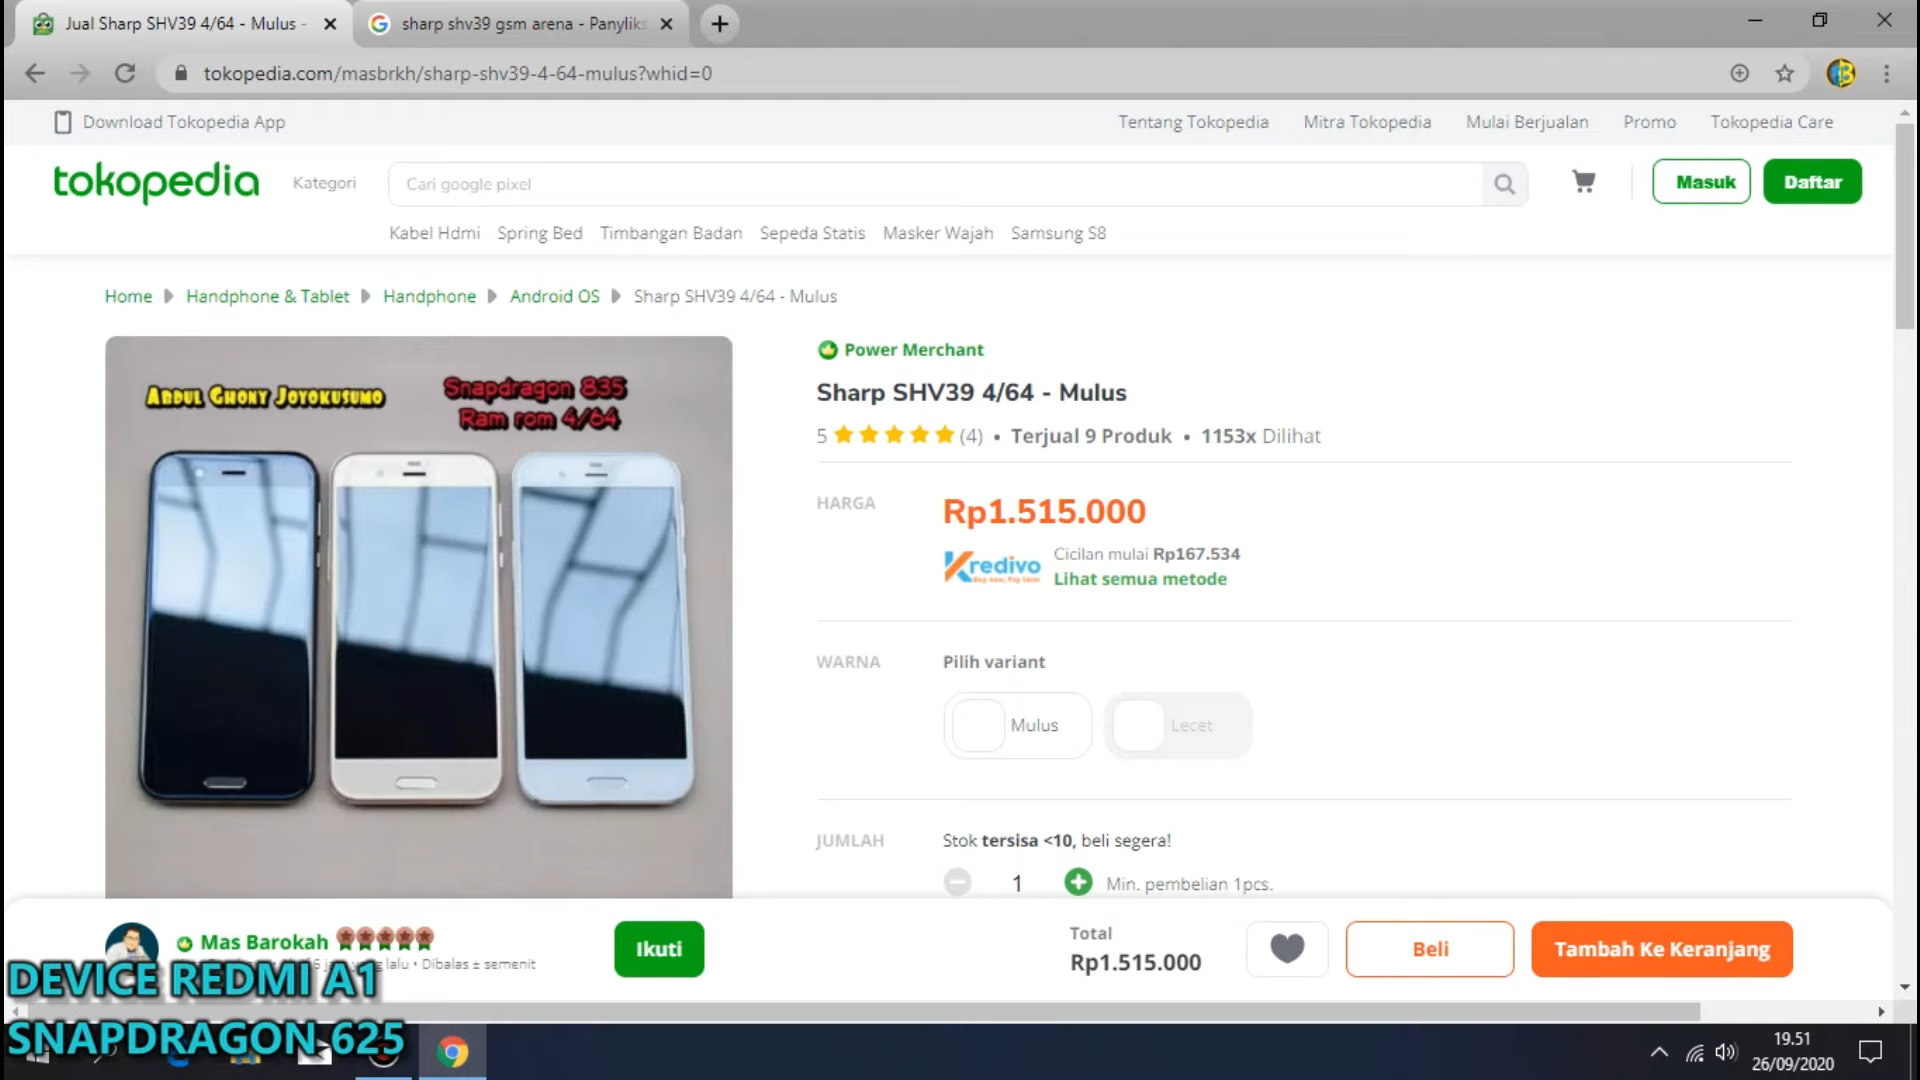 Jual Sharp SHV39 4/64 - Mulus -
sharp shv39 gsm arena - Panyliks
tokopedia.com/masbrkh/sharp-shv39-4-64-mulus?whid=0
Download Tokopedia App
Tentang Tokopedia
Mitra Tokopedia
Mulai Berjualan
Promo
Tokopedia Care
tokopedia
Kategori
Cari google pixel
Masuk
Daftar
Kabel Hdmi
Spring Bed
Timbangan Badan
Sepeda Statis
Masker Wajah
Samsung S8
Home
Handphone & Tablet
Handphone
Android OS
Sharp SHV39 4/64 - Mulus
ABDUL GHONY JOYOKUSUMO
Snapdragon 835
Ram rom 4/64
Power Merchant
Sharp SHV39 4/64 - Mulus
5 (4) • Terjual 9 Produk • 1153x Dilihat
HARGA
Rp1.515.000
Kredivo
Buy now, Pay later
Cicilan mulai Rp167.534
Lihat semua metode
WARNA
Pilih variant
Mulus
Lecet
JUMLAH
Stok tersisa <10, beli segera!
1
Min. pembelian 1pcs.
Mas Barokah
lalu • Dibalas ± semenit
Ikuti
Total
Rp1.515.000
Beli
Tambah Ke Keranjang
DEVICE REDMI A1
SNAPDRAGON 625
19.51
26/09/2020